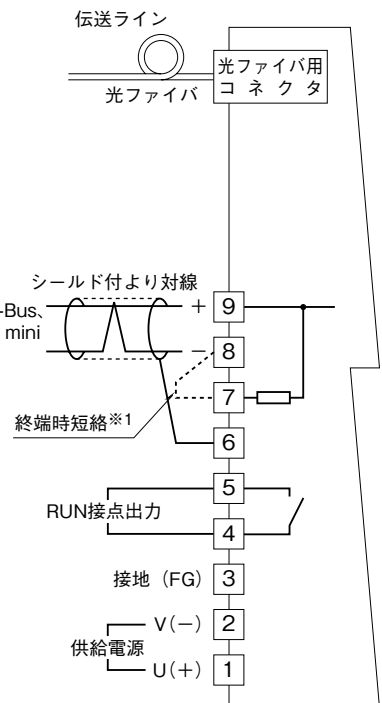 伝送ライン
光ファイバ
光ファイバ用
コネクタ
シールド付より対線
-Bus、
mini
+ 9
− 8
7
終端時短絡※1
6
5
RUN接点出力
4
接地（FG） 3
V（−） 2
供給電源
U（+） 1